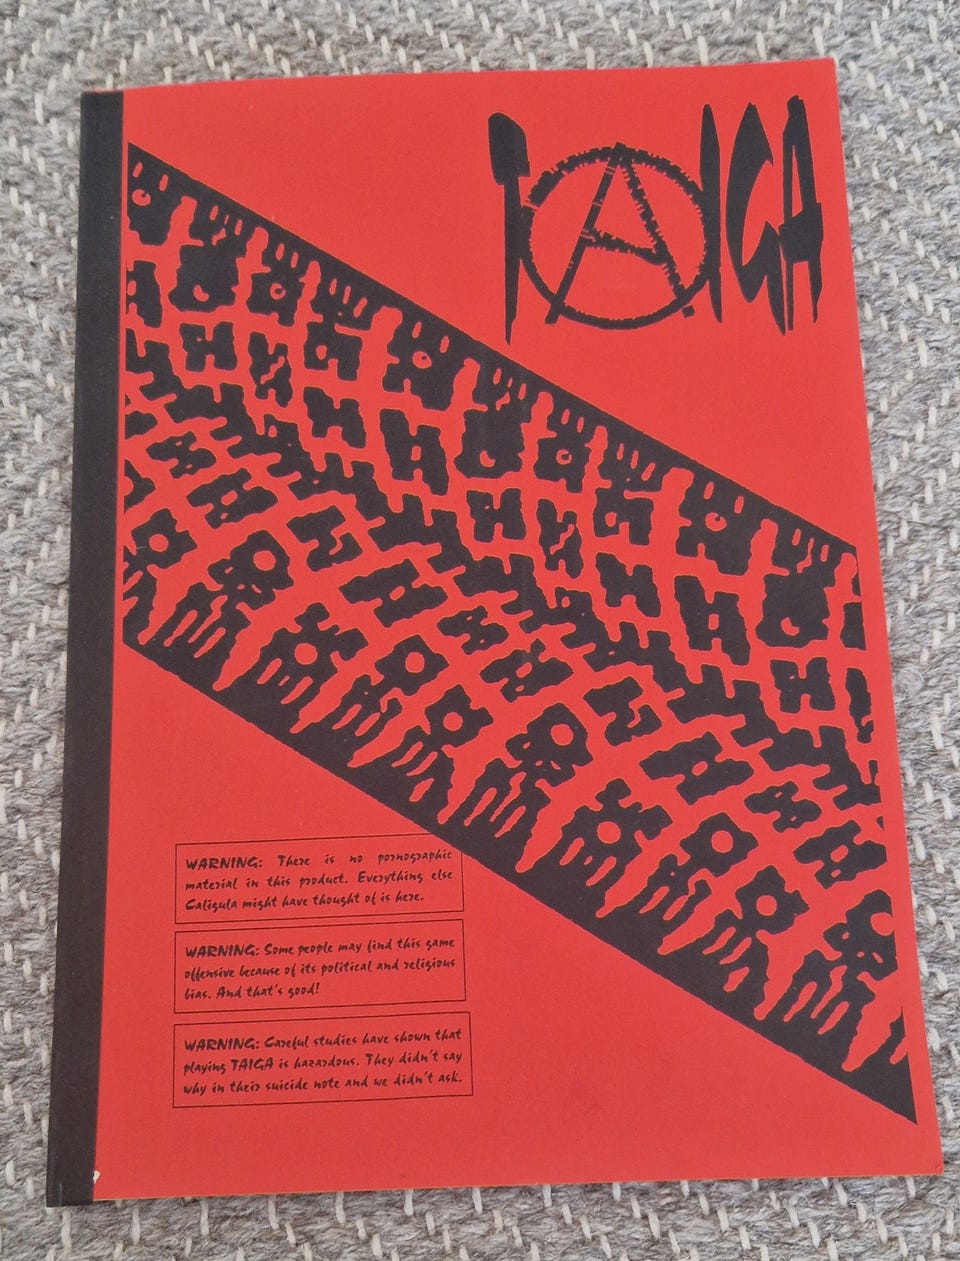 TAIGA
WARNING: There is no pornographic
material in this product. Everything else
Caligula might have thought of is here.
WARNING: Some people may find this game
offensive because of its political and religious
bias. And that's good!
WARNING: Careful studies have shown that
playing TAIGA is hazardous. They didn't say
why in their suicide note and we didn't ask.